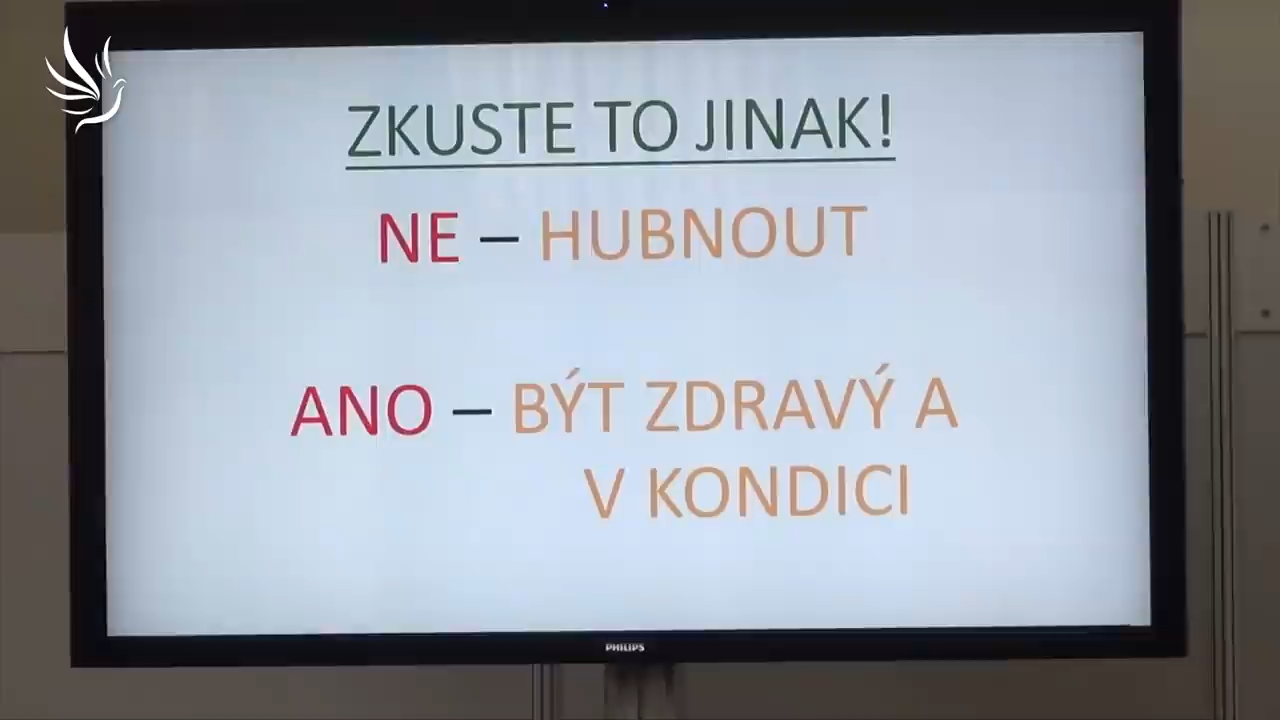 ZKUSTE TO JINAK!
NE – HUBNOUT
ANO – BÝT ZDRAVÝ A
V KONDICI
PHILIPS